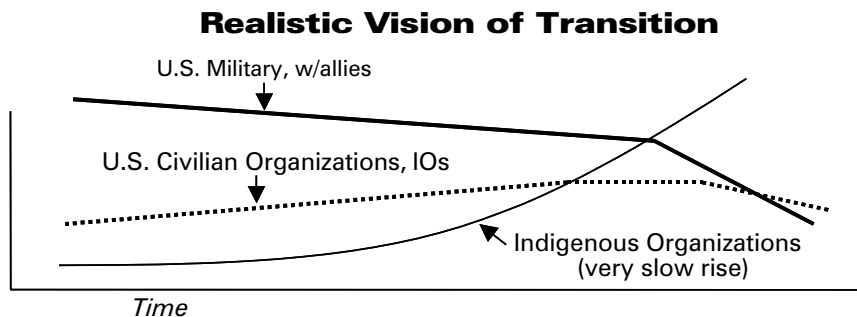 Realistic Vision of Transition
U.S. Military, w/allies
U.S. Civilian Organizations, IOs
Indigenous Organizations
(very slow rise)
Time